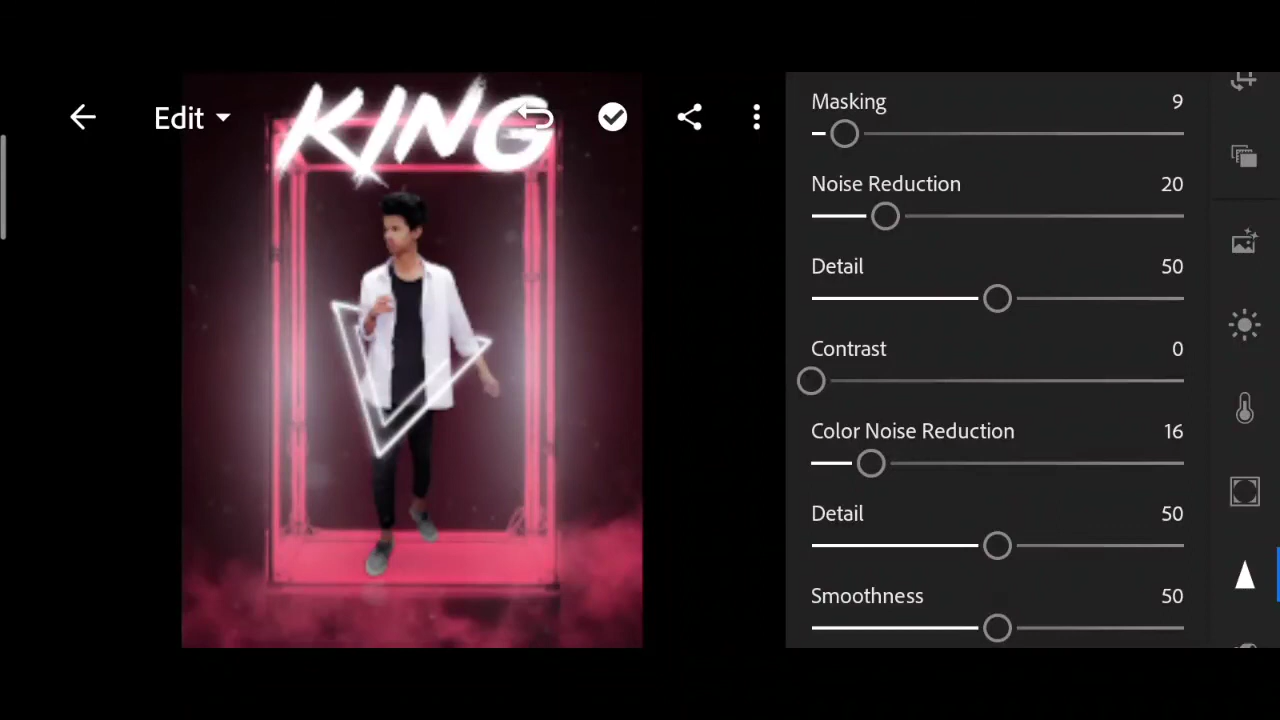 Edit
KING
Masking 9
Noise Reduction 20
Detail 50
Contrast 0
Color Noise Reduction 16
Detail 50
Smoothness 50